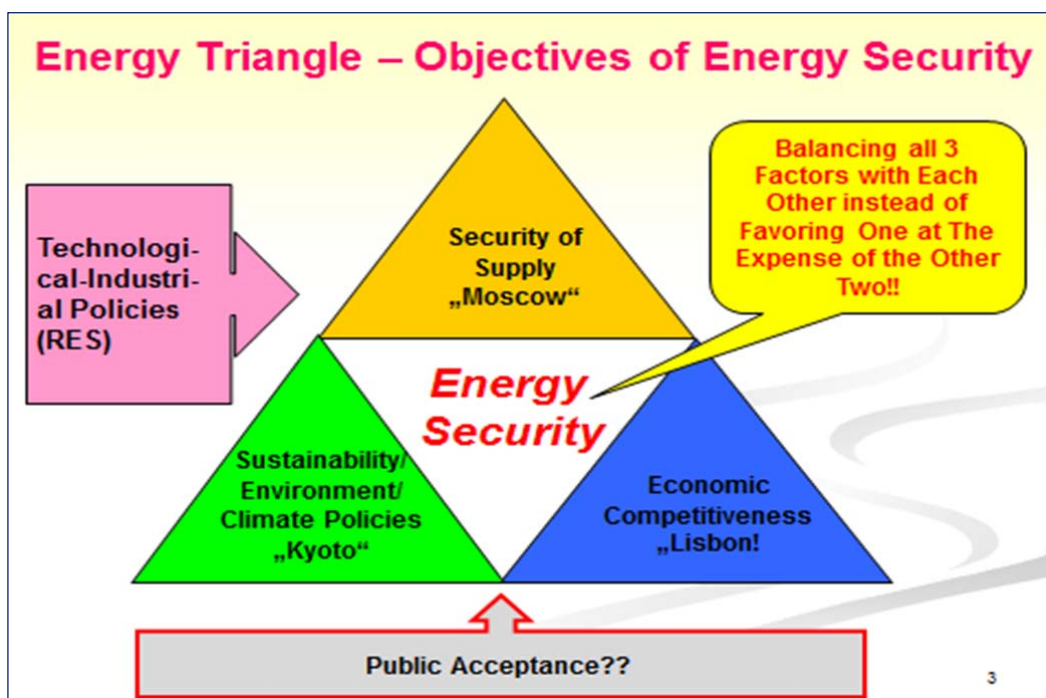 Energy Triangle – Objectives of Energy Security
Balancing all 3
Factors with Each
Other instead of
Favoring One at The
Expense of the Other
Two!!
Technologi-
cal-Industri-
al Policies
(RES)
Security of
Supply
„Moscow“
Energy
Security
Sustainability/
Environment/
Climate Policies
„Kyoto“
Economic
Competitiveness
„Lisbon!
Public Acceptance??
3